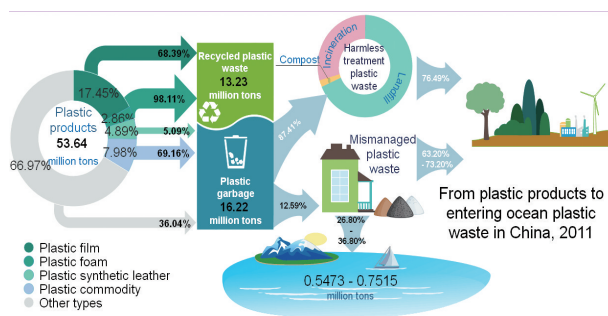 68.39%
98.11%
5.09%
69.16%
36.04%
17.45%
2.86%
4.89%
7.98%
66.97%
Plastic
products
53.64
million tons
Recycled plastic
waste
13.23
million tons
Plastic
garbage
16.22
million tons
Compost
Incineration
Landfill
Harmless
treatment
plastic
waste
87.41%
12.59%
76.49%
Mismanaged
plastic
waste
63.20%
-73.20%
26.80%
-
36.80%
0.5473 - 0.7515
million tons
From plastic products to
entering ocean plastic
waste in China, 2011
Plastic film
Plastic foam
Plastic synthetic leather
Plastic commodity
Other types